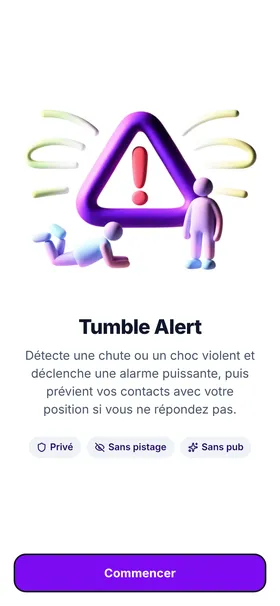 Tumble Alert
Détecte une chute ou un choc violent et
déclenche une alarme puissante, puis
prévient vos contacts avec votre
position si vous ne répondez pas.
Privé
Sans pistage
Sans pub
Commencer